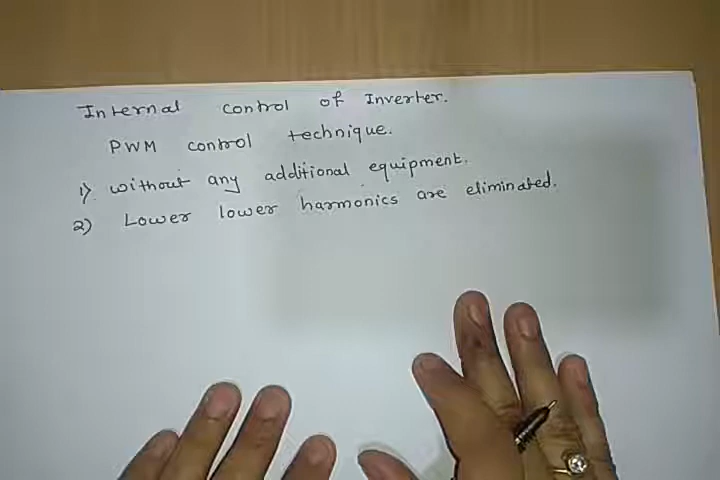 Internal control of Inverter.
PWM control technique.
1) without any additional equipment.
2) Lower lower harmonics are eliminated.